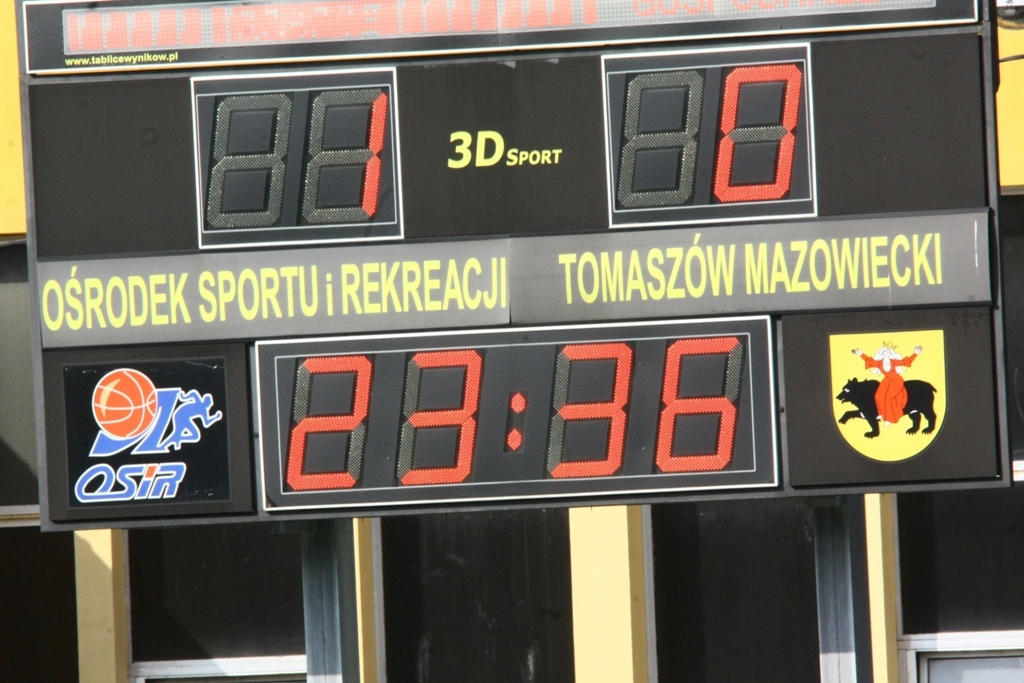 www.tablicewynikow.pl
1 3D SPORT 0
OŚRODEK SPORTU i REKREACJI TOMASZÓW MAZOWIECKI
23:36
OSiR